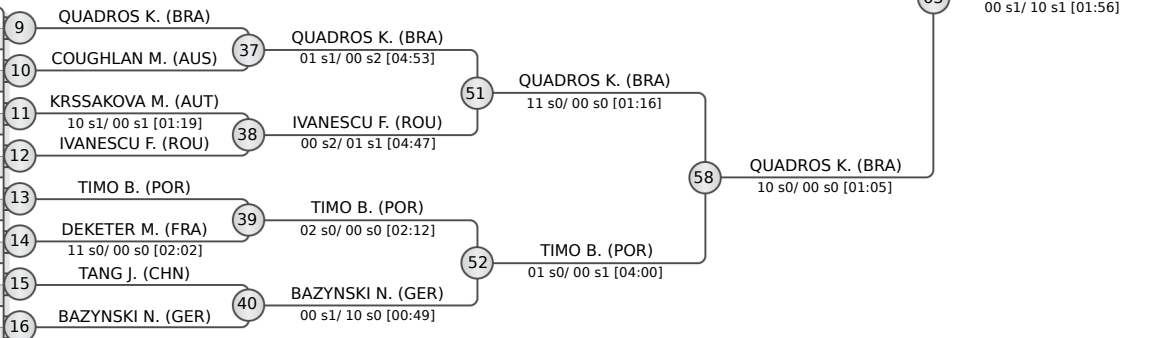 QUADROS K. (BRA)
9
COUGHLAN M. (AUS)
10
37
QUADROS K. (BRA)
01 s1/ 00 s2 [04:53]
KRSSAKOVA M. (AUT)
11
10 s1/ 00 s1 [01:19]
IVANESCU F. (ROU)
12
38
IVANESCU F. (ROU)
00 s2/ 01 s1 [04:47]
51
QUADROS K. (BRA)
11 s0/ 00 s0 [01:16]
TIMO B. (POR)
13
DEKETER M. (FRA)
14
11 s0/ 00 s0 [02:02]
39
TIMO B. (POR)
02 s0/ 00 s0 [02:12]
TANG J. (CHN)
15
BAZYNSKI N. (GER)
16
40
BAZYNSKI N. (GER)
00 s1/ 10 s0 [00:49]
52
TIMO B. (POR)
01 s0/ 00 s1 [04:00]
58
QUADROS K. (BRA)
10 s0/ 00 s0 [01:05]
00 s1/ 10 s1 [01:56]